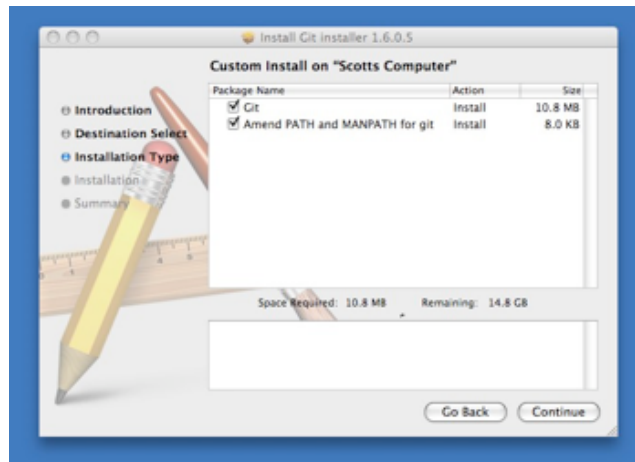 Install Git installer 1.6.0.5
Custom Install on "Scotts Computer"
Introduction
Destination Select
Installation Type
Installation
Summary
Package Name Action Size
Git Install 10.8 MB
Amend PATH and MANPATH for git Install 8.0 KB
Space Required: 10.8 MB Remaining: 14.8 GB
Go Back Continue